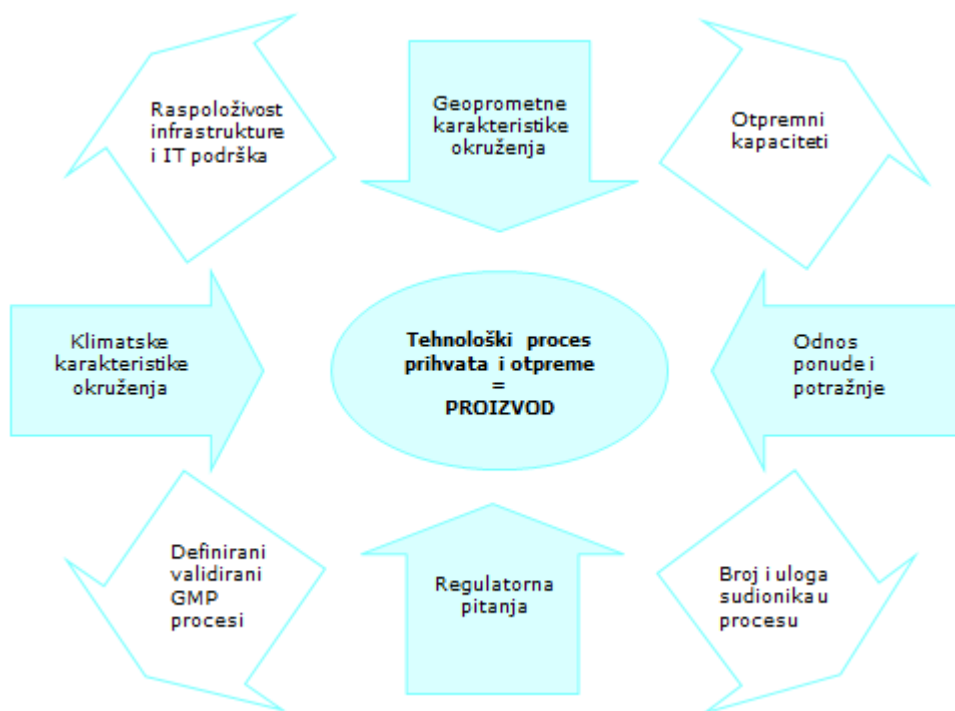 Raspoloživost
infrastrukture
i IT podrška
Geoprometne
karakteristike
okruženja
Otpremni
kapaciteti
Klimatske
karakteristike
okruženja
Tehnološki proces
prihvata i otpreme
=
PROIZVOD
Odnos
ponude i
potražnje
Definirani
validirani
GMP
procesi
Regulatorna
pitanja
Broj i uloga
sudionika u
procesu